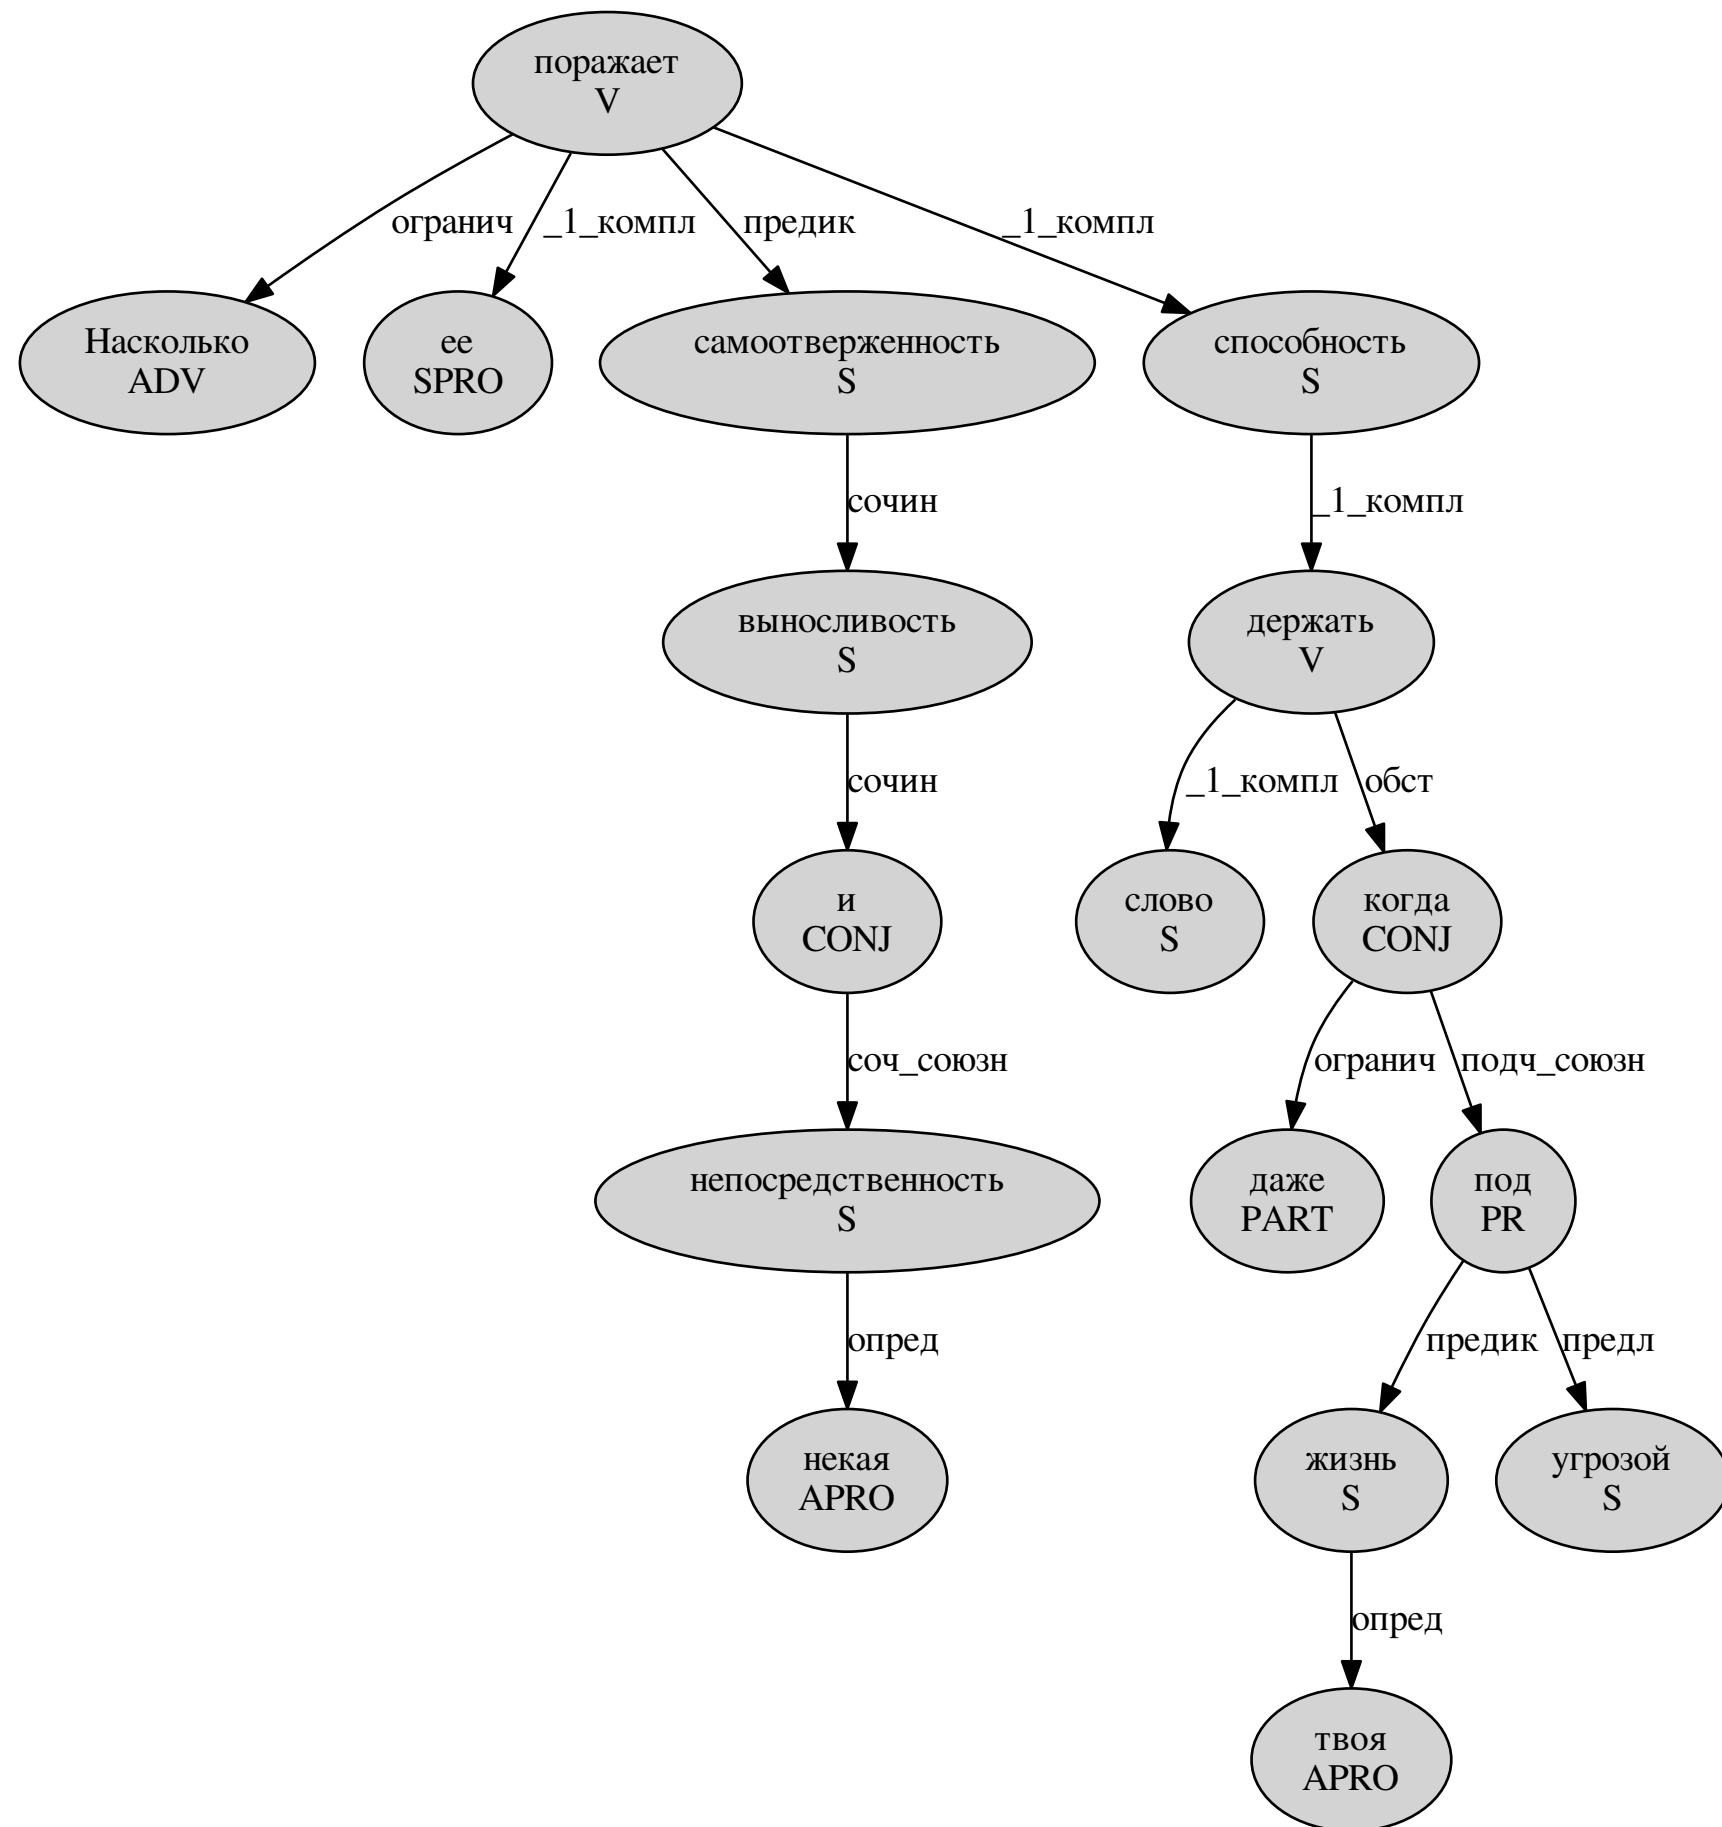 поражает
V
огранич
_1_компл
предик
_1_компл
Насколько
ADV
ее
SPRO
самоотверженность
S
способность
S
сочин
_1_компл
выносливость
S
держать
V
сочин
_1_компл
обст
и
CONJ
слово
S
когда
CONJ
соч_союзн
огранич
подч_союзн
непосредственность
S
даже
PART
под
PR
опред
предик
предл
некая
APRO
жизнь
S
угрозой
S
опред
твоя
APRO